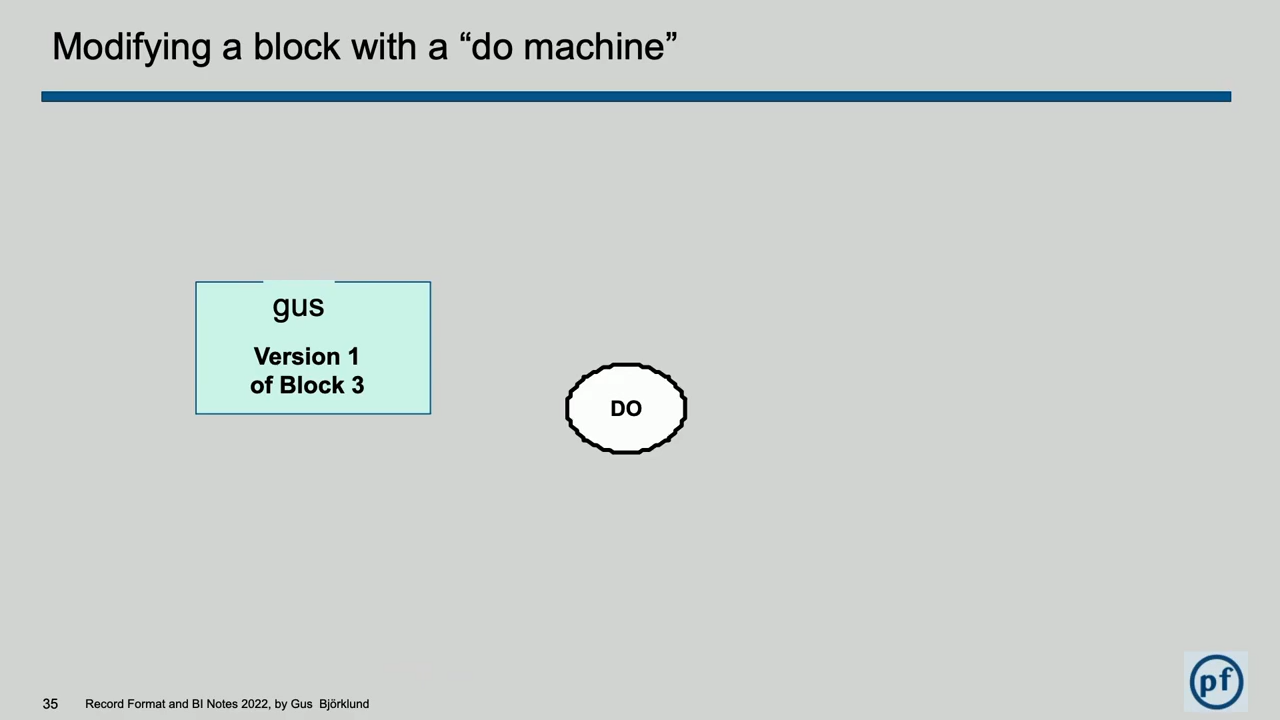 Modifying a block with a “do machine”
gus
Version 1
of Block 3
DO
35 Record Format and BI Notes 2022, by Gus Björklund
pf